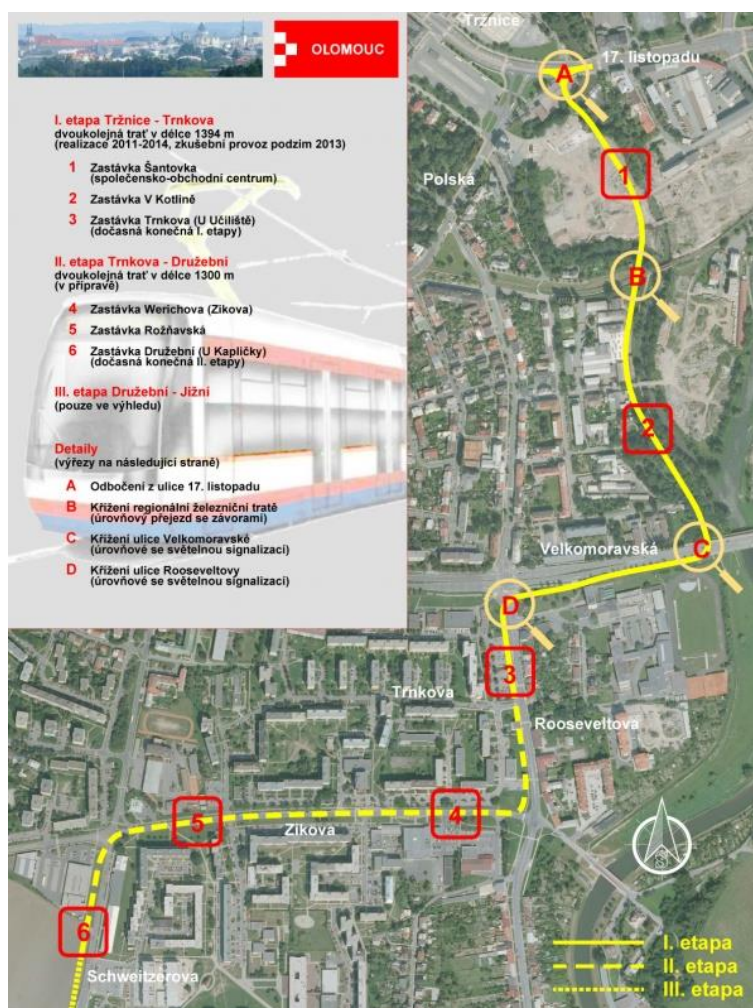 OLOMOUC
I. etapa Tržnice - Trnkova
dvoukolejná trať v délce 1394 m
(realizace 2011-2014, zkušební provoz podzim 2013)
1 Zastávka Šantovka
(společensko-obchodní centrum)
2 Zastávka V Kotlině
3 Zastávka Trnkova (U Učiliště)
(dočasná konečná I. etapy)
II. etapa Trnkova - Družební
dvoukolejná trať v délce 1300 m
(v přípravě)
4 Zastávka Werichova (Zikova)
5 Zastávka Rožňavská
6 Zastávka Družební (U Kapličky)
(dočasná konečná II. etapy)
III. etapa Družební - Jižní
(pouze ve výhledu)
Detaily
(výřezy na následující straně)
A Odbočení z ulice 17. listopadu
B Křížení regionální železniční tratě
(úrovňový přejezd se závorami)
C Křížení ulice Velkomoravské
(úrovňové se světelnou signalizací)
D Křížení ulice Rooseveltovy
(úrovňové se světelnou signalizací)
Tržnice
17. listopadu
A
1
Polská
B
2
Velkomoravská
C
D
3
Trnkova
Rooseveltova
4
5
Zikova
S
6
Schweitzerova
I. etapa
II. etapa
III. etapa